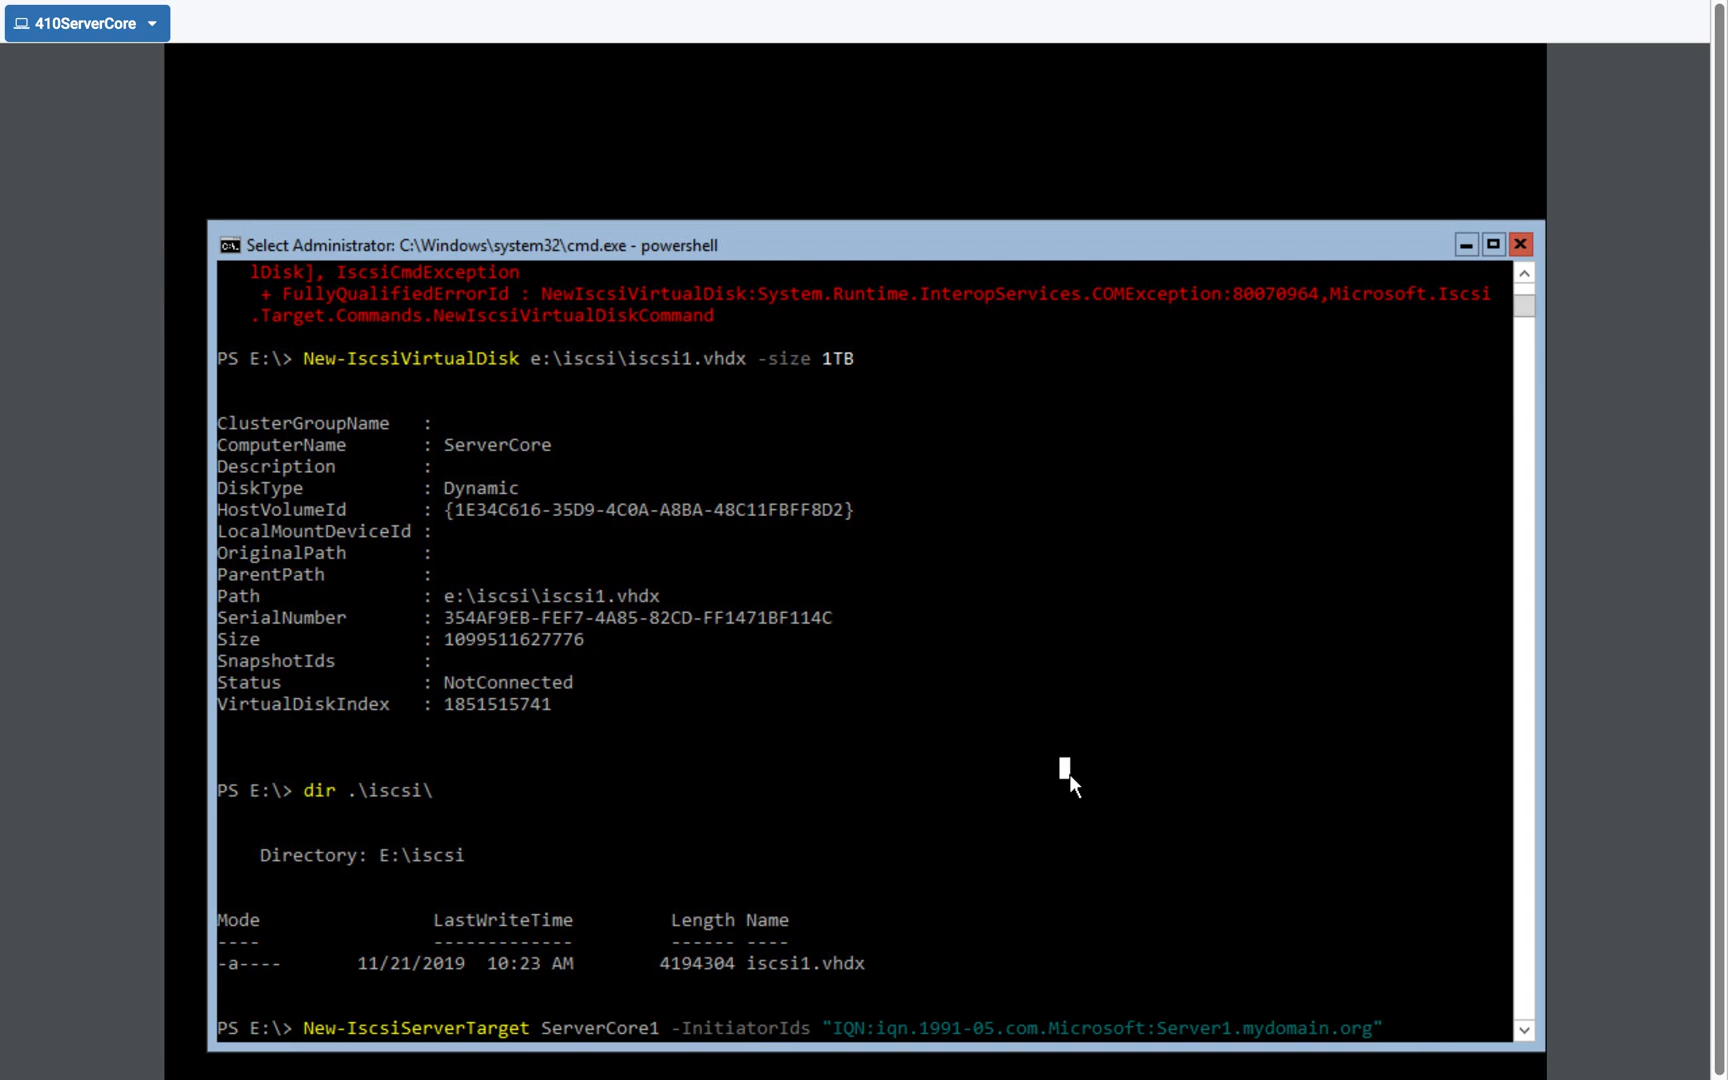 410ServerCore
Select Administrator: C:\Windows\system32\cmd.exe - powershell
lDisk], IscsiCmdException
+ FullyQualifiedErrorId : NewIscsiVirtualDisk:System.Runtime.InteropServices.COMException:80070964,Microsoft.Iscsi
.Target.Commands.NewIscsiVirtualDiskCommand
PS E:\> New-IscsiVirtualDisk e:\iscsi\iscsi1.vhdx -size 1TB
ClusterGroupName :
ComputerName : ServerCore
Description :
DiskType : Dynamic
HostVolumeId : {1E34C616-35D9-4C0A-A8BA-48C11FBFF8D2}
LocalMountDeviceId :
OriginalPath :
ParentPath :
Path : e:\iscsi\iscsi1.vhdx
SerialNumber : 354AF9EB-FEF7-4A85-82CD-FF1471BF114C
Size : 1099511627776
SnapshotIds :
Status : NotConnected
VirtualDiskIndex : 1851515741
PS E:\> dir .\iscsi\
Directory: E:\iscsi
Mode LastWriteTime Length Name
---- ------------- ------ ----
-a---- 11/21/2019 10:23 AM 4194304 iscsi1.vhdx
PS E:\> New-IscsiServerTarget ServerCore1 -InitiatorIds "IQN:iqn.1991-05.com.Microsoft:Server1.mydomain.org"